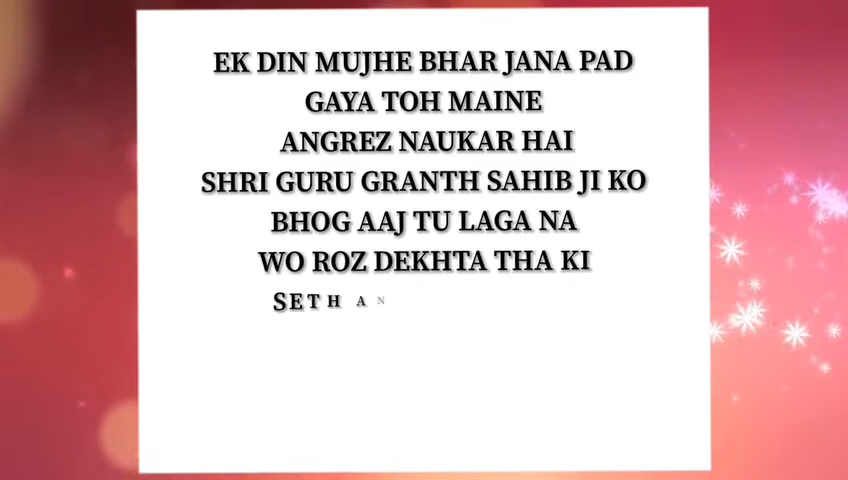 EK DIN MUJHE BHAR JANA PAD
GAYA TOH MAINE
ANGREZ NAUKAR HAI
SHRI GURU GRANTH SAHIB JI KO
BHOG AAJ TU LAGA NA
WO ROZ DEKHTA THA KI
SETH AN